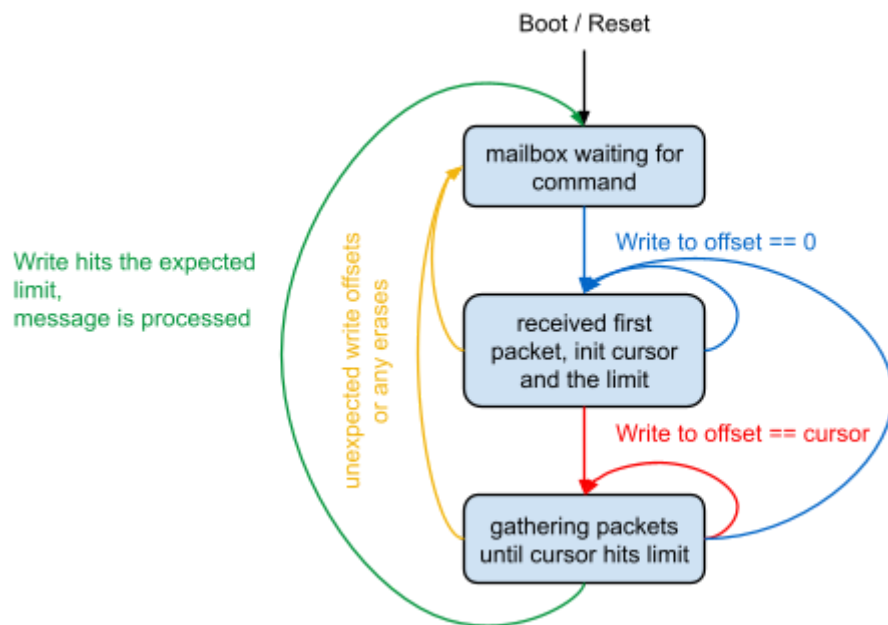 Boot / Reset
mailbox waiting for
command
Write to offset == 0
Write hits the expected
limit,
message is processed
unexpected write offsets
or any erases
received first
packet, init cursor
and the limit
Write to offset == cursor
gathering packets
until cursor hits limit